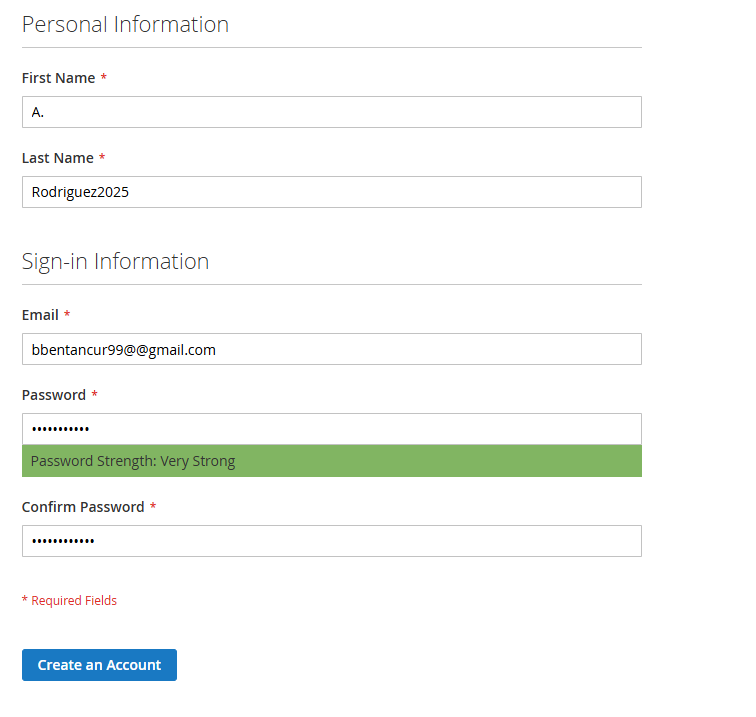 Personal Information
First Name *
A.
Last Name *
Rodriguez2025
Sign-in Information
Email *
bbentancur99@@gmail.com
Password *
•••••••••••
Password Strength: Very Strong
Confirm Password *
••••••••••••
* Required Fields
Create an Account